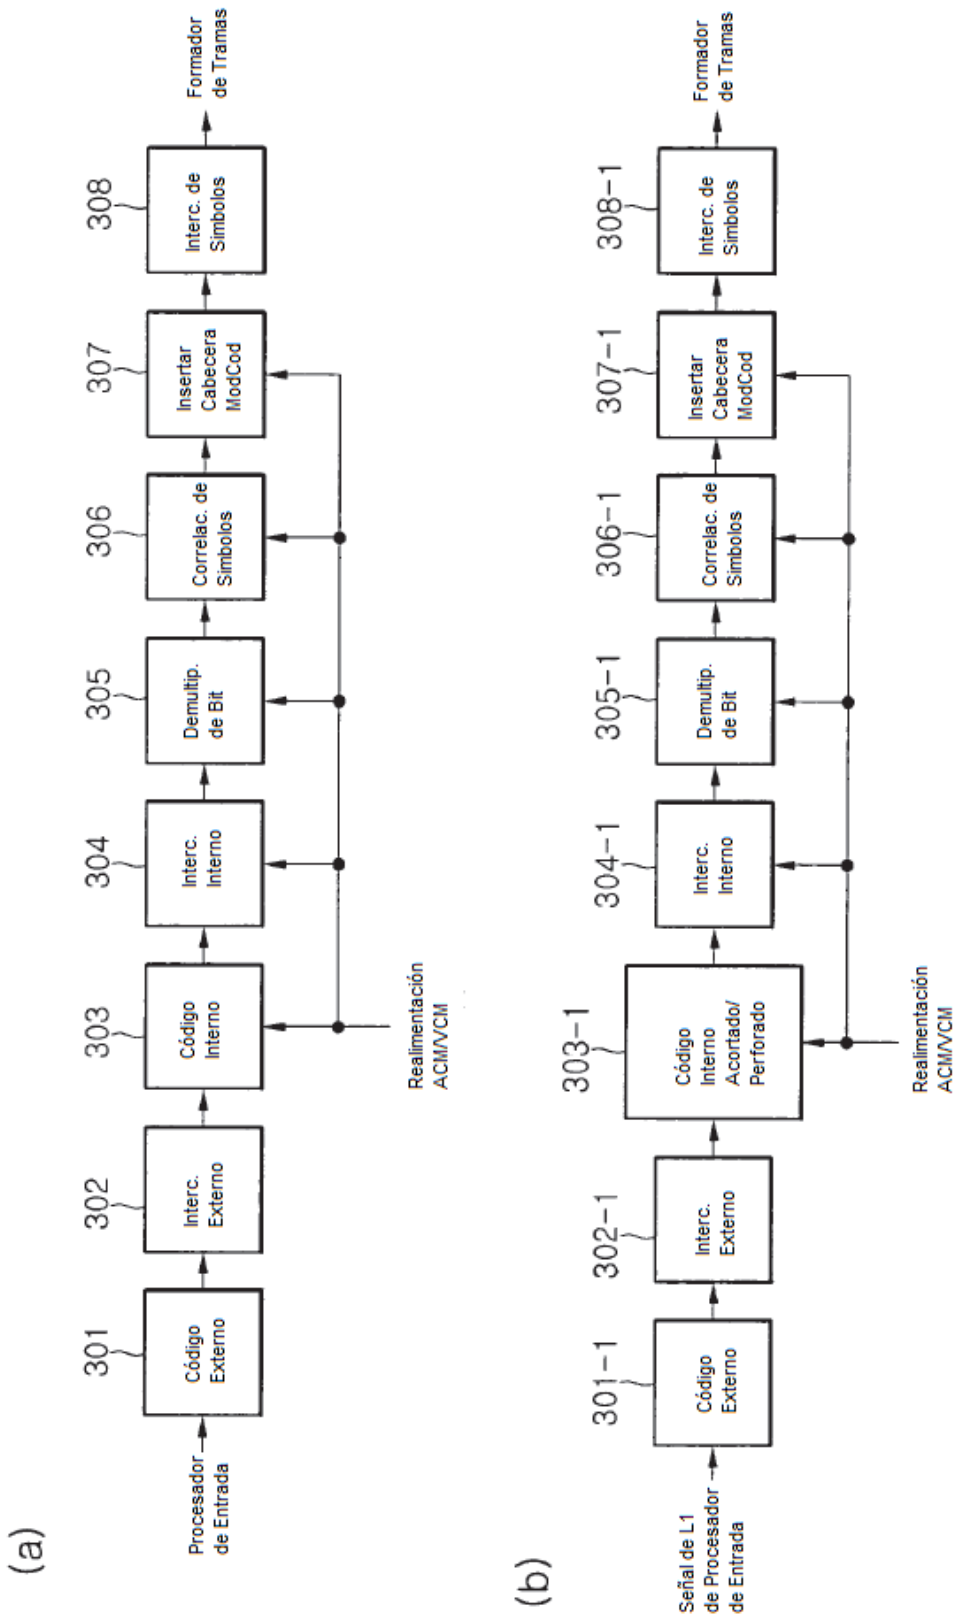 (a)
Procesador
de Entrada
301
Código
Externo
302
Interc.
Externo
303
Código
Interno
304
Interc.
Interno
305
Demultip.
de Bit
306
Correlac. de
Simbolos
307
Insertar
Cabecera
ModCod
308
Interc. de
Simbolos
Formador
de Tramas
Realimentación
ACM/VCM
(b)
Señal de L1
de Procesador
de Entrada
301-1
Código
Externo
302-1
Interc.
Externo
303-1
Código
Interno
Acortado/
Perforado
304-1
Interc.
Interno
305-1
Demultip.
de Bit
306-1
Correlac. de
Simbolos
307-1
Insertar
Cabecera
ModCod
308-1
Interc. de
Simbolos
Formador
de Tramas
Realimentación
ACM/VCM